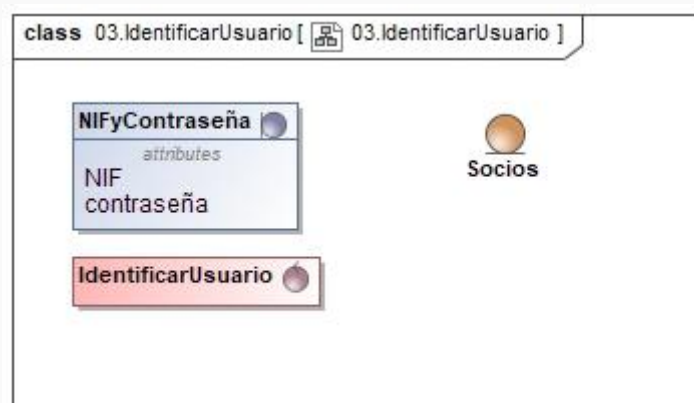 class 03.IdentificarUsuario [ 03.IdentificarUsuario ]
NIFyContraseña
attributes
NIF
contraseña
Socios
IdentificarUsuario